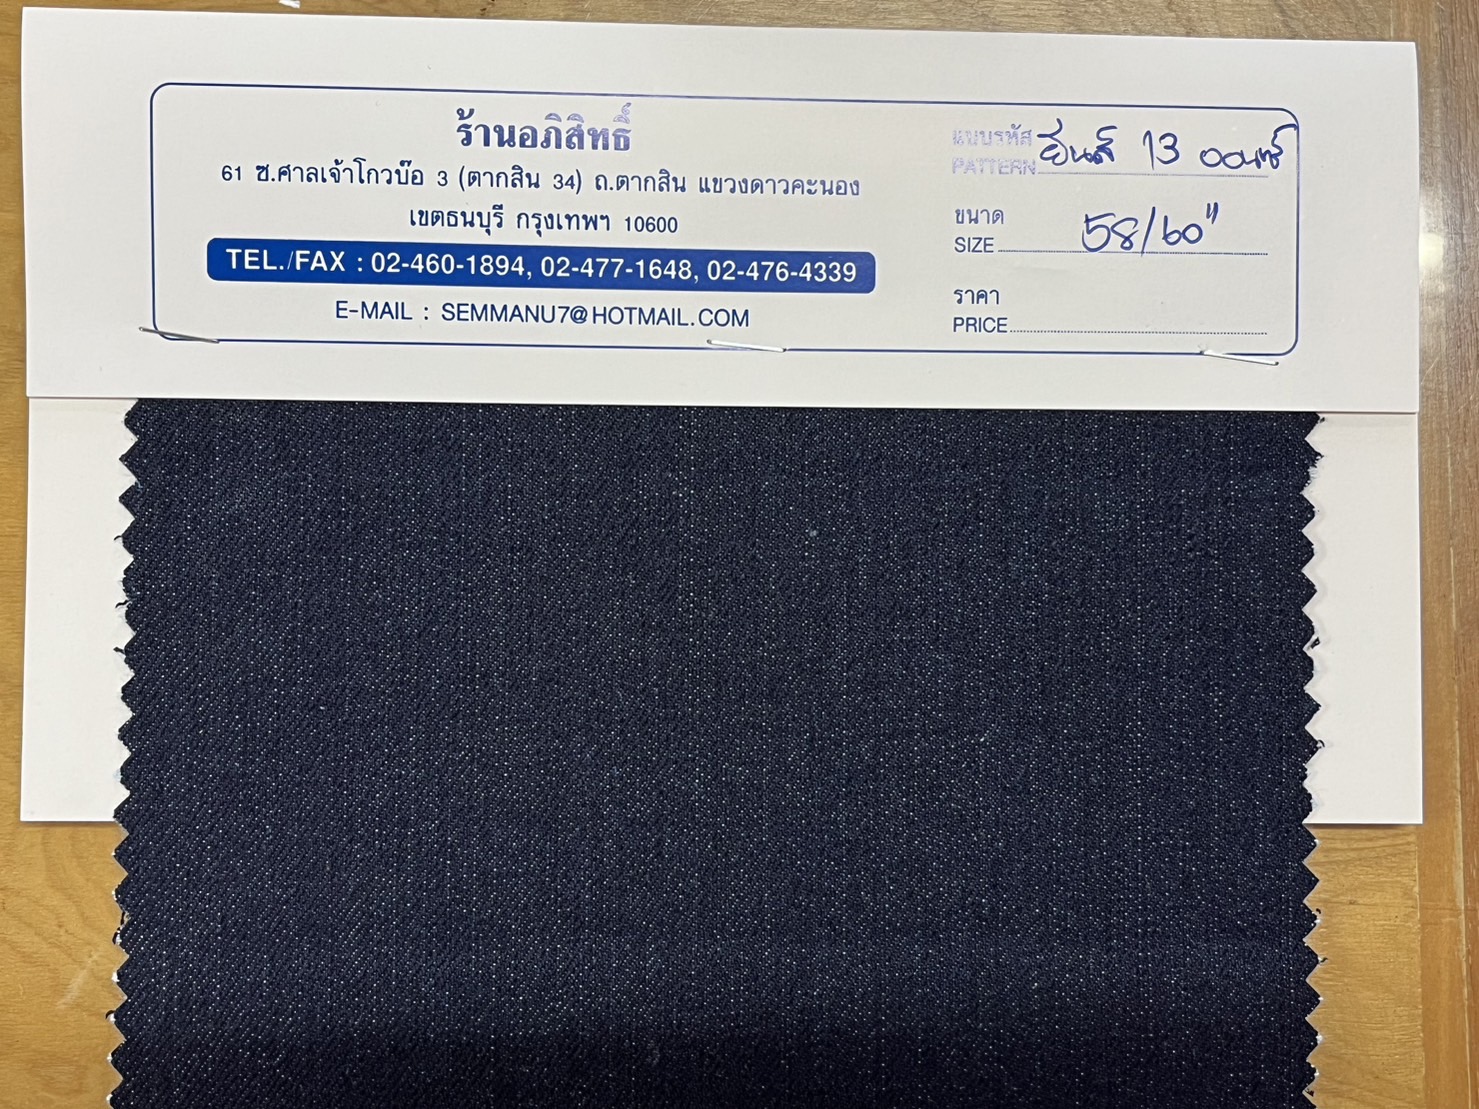 ร้านอภิสิทธิ์
61 ซ.ศาลเจ้าโกวบ๊อ 3 (ตากสิน 34) ถ.ตากสิน แขวงดาวคะนอง
เขตธนบุรี กรุงเทพฯ 10600
TEL./FAX : 02-460-1894, 02-477-1648, 02-476-4339
E-MAIL : SEMMANU7@HOTMAIL.COM
แบบรหัส ยีนส์ 13 ออนซ์
PATTERN
ขนาด
SIZE 58/60"
ราคา
PRICE